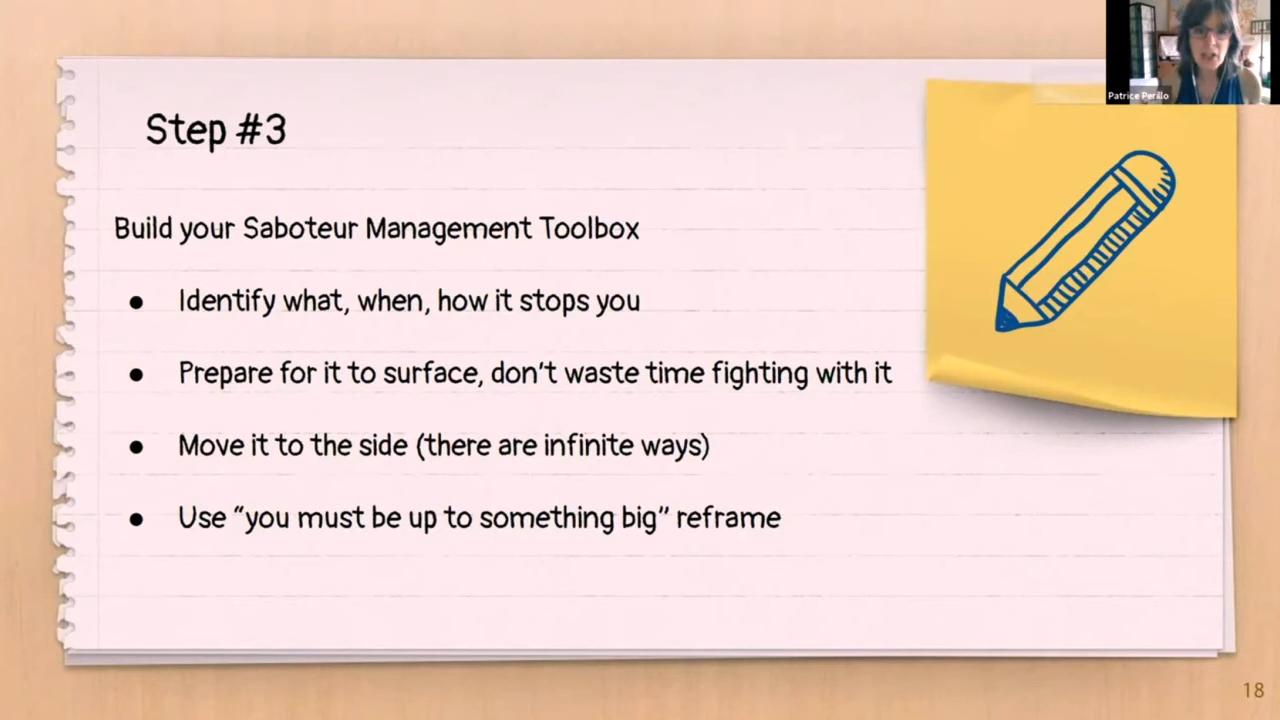 Patrice Perillo
Step #3
Build your Saboteur Management Toolbox
● Identify what, when, how it stops you
● Prepare for it to surface, don't waste time fighting with it
● Move it to the side (there are infinite ways)
● Use “you must be up to something big” reframe
18